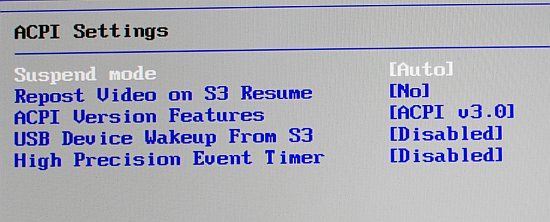 ACPI Settings
Suspend mode [Auto]
Repost Video on S3 Resume [No]
ACPI Version Features [ACPI v3.0]
USB Device Wakeup From S3 [Disabled]
High Precision Event Timer [Disabled]